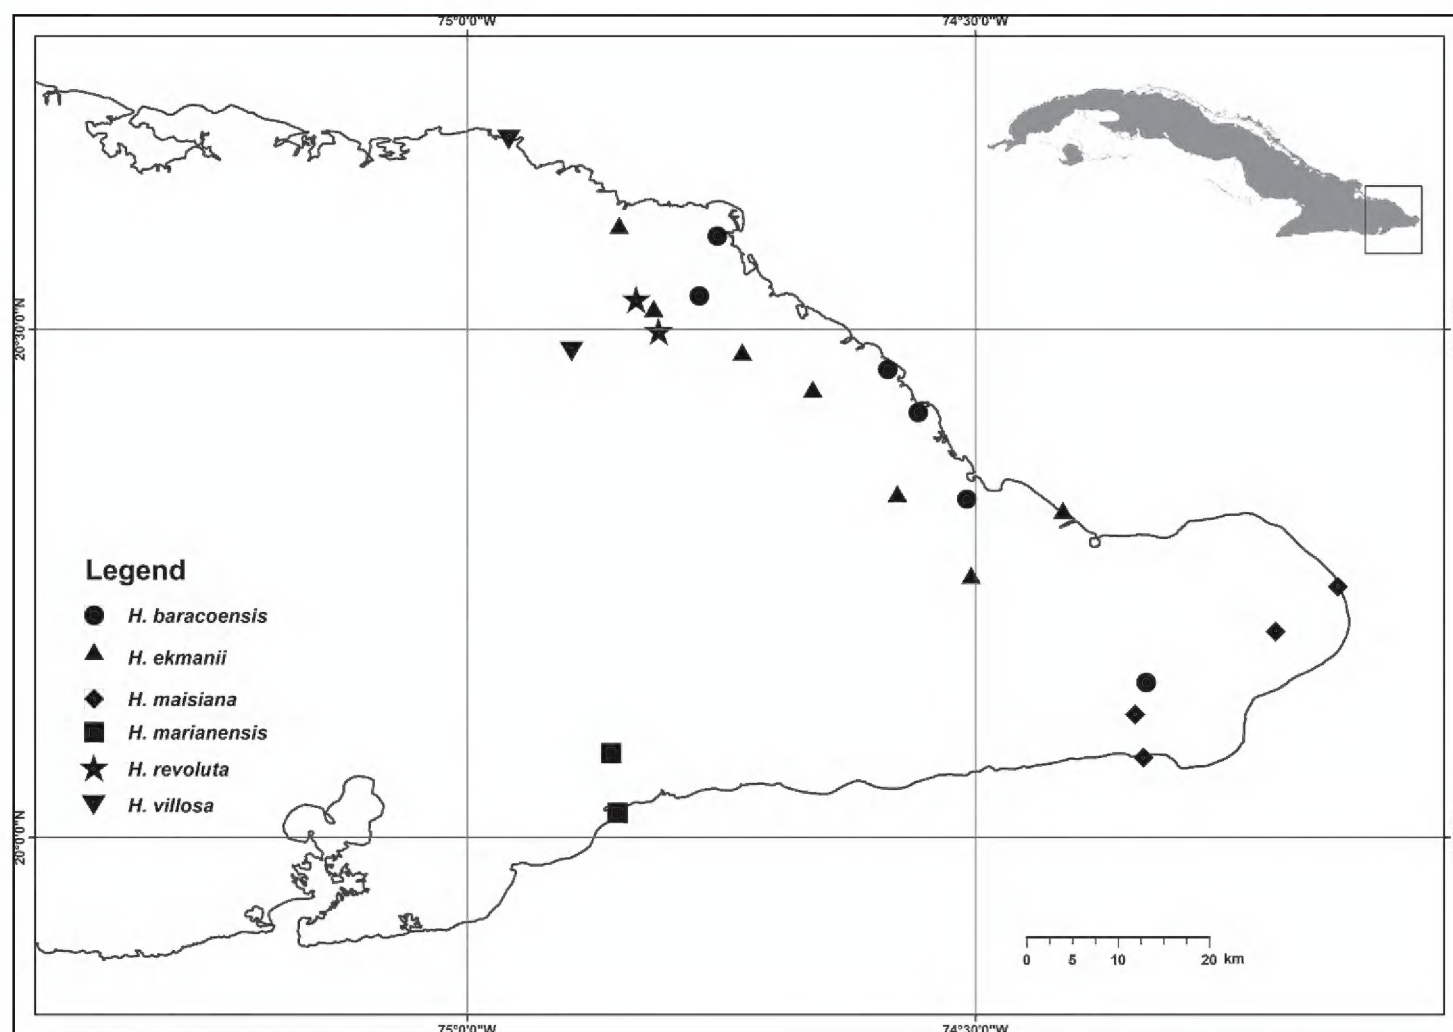 75°0'0"W
74°30'0"W
20°30'0"N
20°0'0"N
Legend
H. baracoensis
H. ekmanii
H. maisiana
H. marianensis
H. revoluta
H. villosa
0 5 10 20 km
75°0'0"W
74°30'0"W